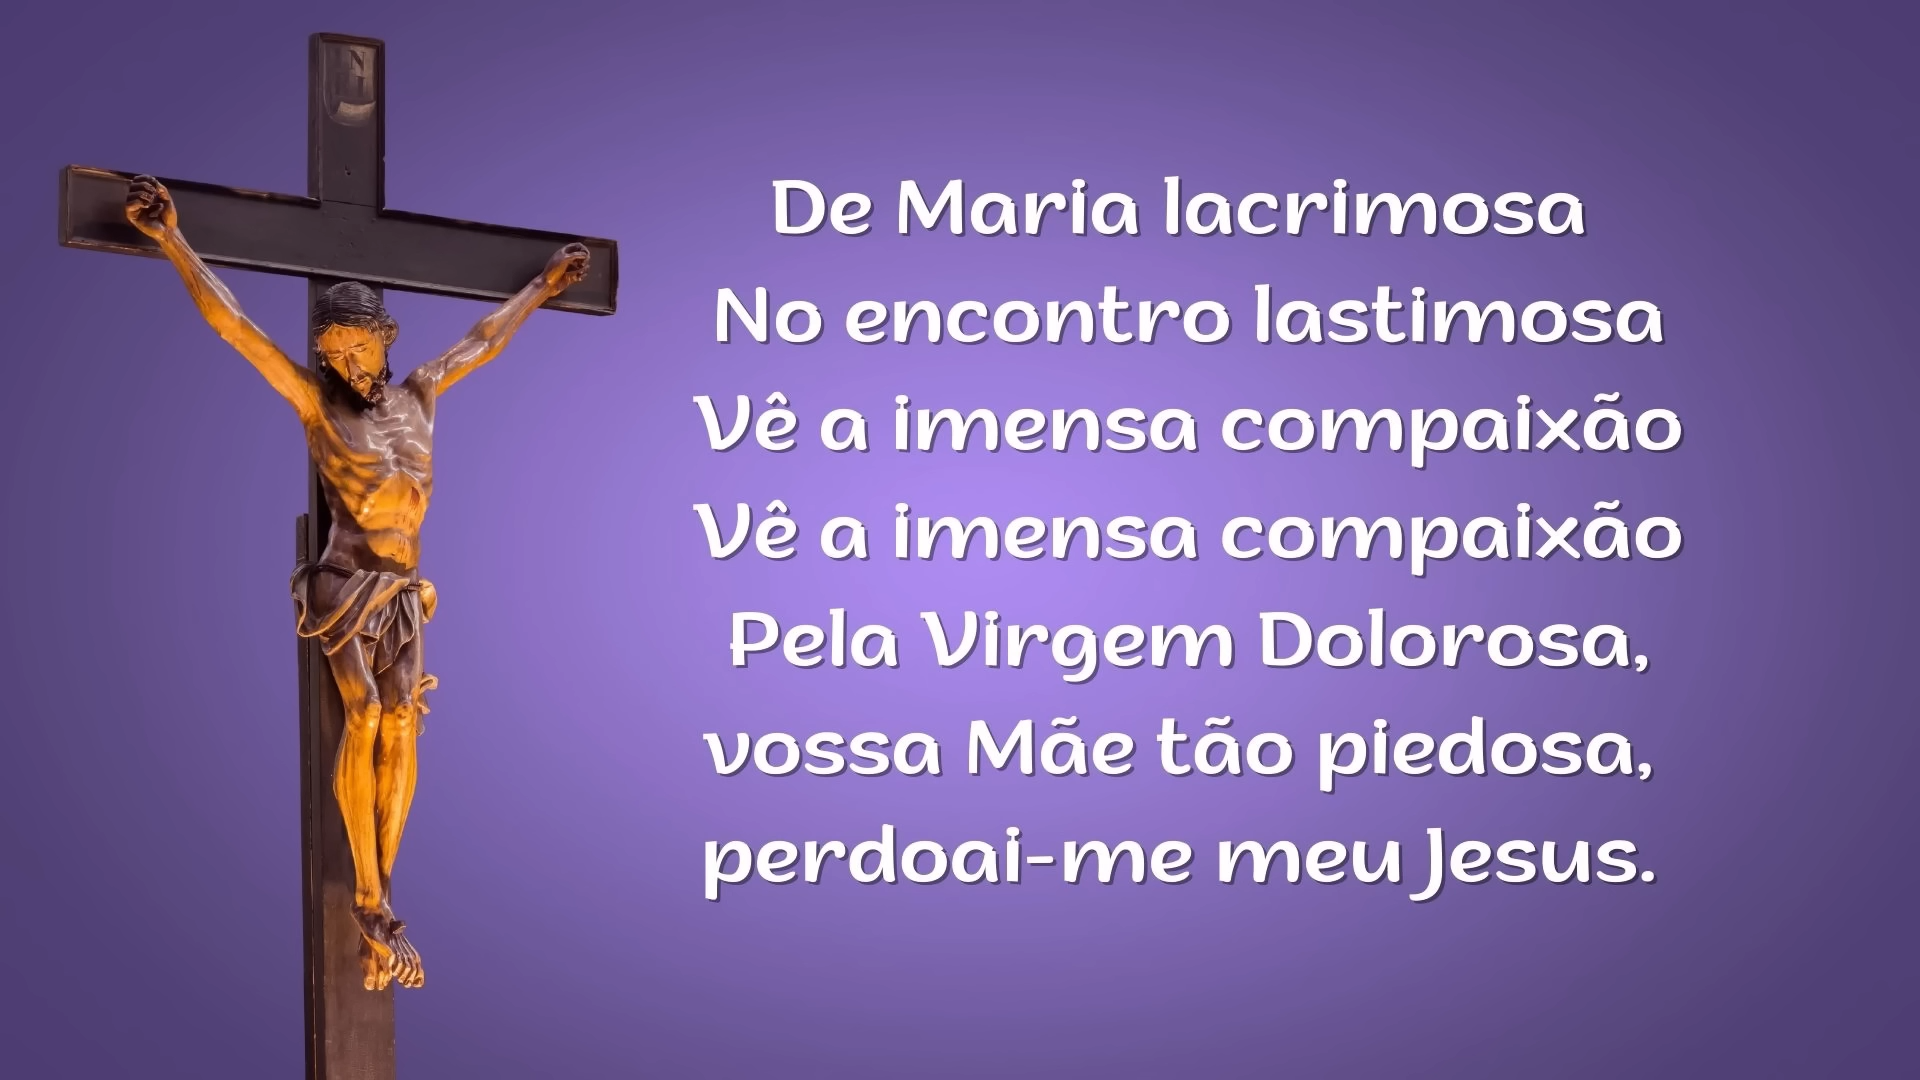 De Maria lacrimosa
No encontro lastimosa
Vê a imensa compaixão
Vê a imensa compaixão
Pela Virgem Dolorosa,
vossa Mãe tão piedosa,
perdoai-me meu Jesus.